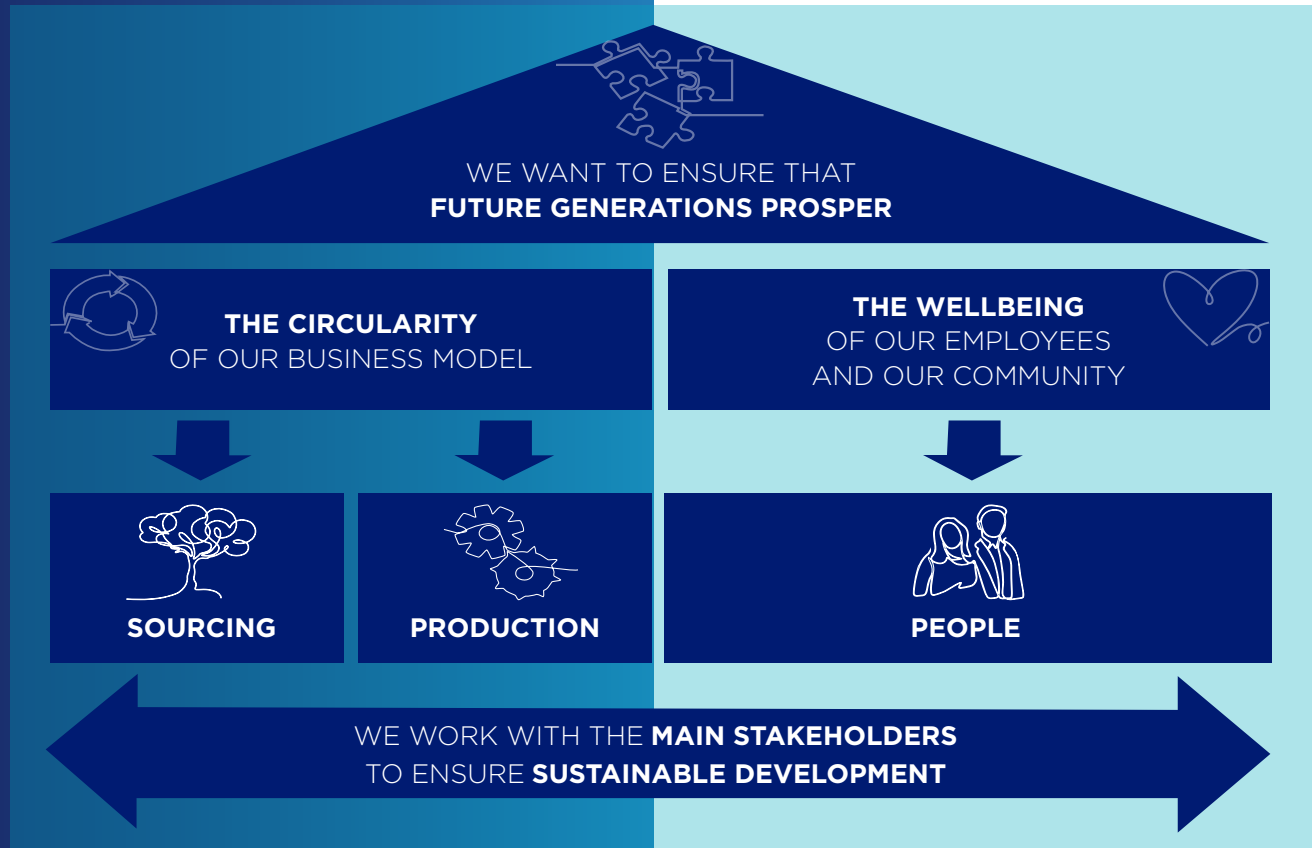 WE WANT TO ENSURE THAT
FUTURE GENERATIONS PROSPER
THE CIRCULARITY
OF OUR BUSINESS MODEL
THE WELLBEING
OF OUR EMPLOYEES
AND OUR COMMUNITY
SOURCING
PRODUCTION
PEOPLE
WE WORK WITH THE MAIN STAKEHOLDERS
TO ENSURE SUSTAINABLE DEVELOPMENT